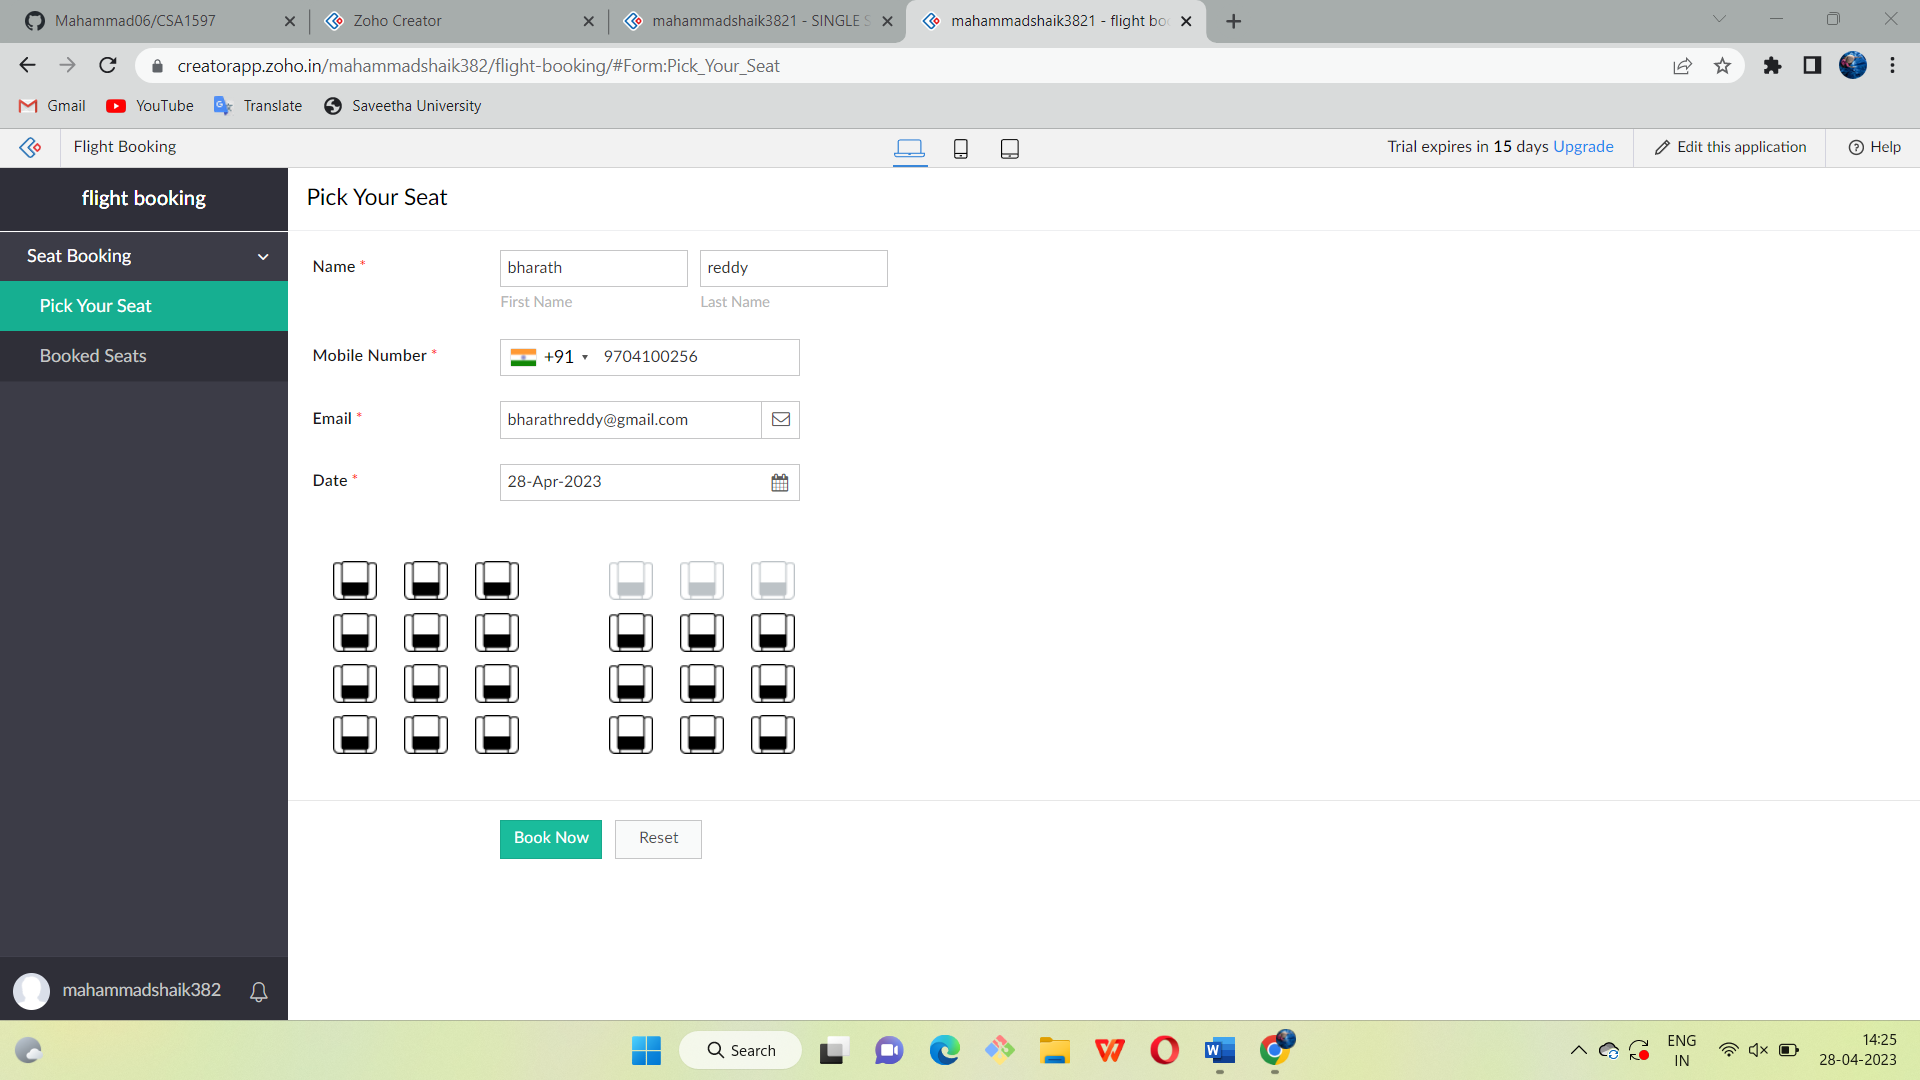 Mahammad06/CSA1597
Zoho Creator
mahammadshaik3821 - SINGLE S
mahammadshaik3821 - flight bo
creatorapp.zoho.in/mahammadshaik382/flight-booking/#Form:Pick_Your_Seat
Gmail YouTube Translate Saveetha University
Flight Booking
Trial expires in 15 days Upgrade
Edit this application
Help
flight booking
Pick Your Seat
Seat Booking
Pick Your Seat
Booked Seats
Name *
bharath
reddy
First Name
Last Name
Mobile Number *
+91 9704100256
Email *
bharathreddy@gmail.com
Date *
28-Apr-2023
Book Now
Reset
mahammadshaik382
Search
ENG
IN
14:25
28-04-2023